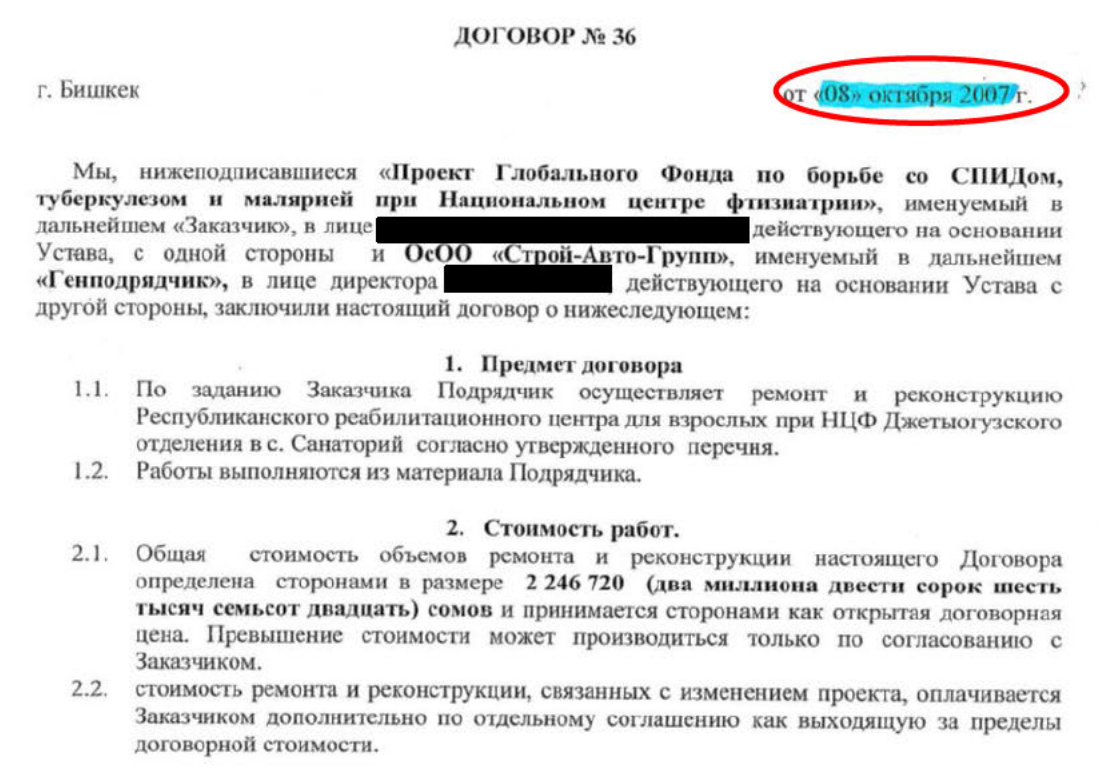 ДОГОВОР № 36
г. Бишкек
от «08» октября 2007 г.
Мы, нижеподписавшиеся «Проект Глобального Фонда по борьбе со СПИДом,
туберкулезом и малярией при Национальном центре фтизиатрии», именуемый в
дальнейшем «Заказчик», в лице действующего на основании
Устава, с одной стороны и ОсОО «Строй-Авто-Групп», именуемый в дальнейшем
«Генподрядчик», в лице директора , действующего на основании Устава с
другой стороны, заключили настоящий договор о нижеследующем:
1. Предмет договора
1.1. По заданию Заказчика Подрядчик осуществляет ремонт и реконструкцию
Республиканского реабилитационного центра для взрослых при НЦФ Джетыогузского
отделения в с. Санаторий согласно утвержденного перечня.
1.2. Работы выполняются из материала Подрядчика.
2. Стоимость работ.
2.1. Общая стоимость объемов ремонта и реконструкции настоящего Договора
определена сторонами в размере 2 246 720 (два миллиона двести сорок шесть
тысяч семьсот двадцать) сомов и принимается сторонами как открытая договорная
цена. Превышение стоимости может производиться только по согласованию с
Заказчиком.
2.2. стоимость ремонта и реконструкции, связанных с изменением проекта, оплачивается
Заказчиком дополнительно по отдельному соглашению как выходящую за пределы
договорной стоимости.